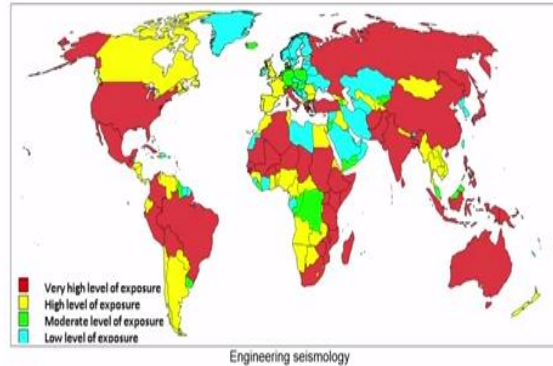 Very high level of exposure
High level of exposure
Moderate level of exposure
Low level of exposure
Engineering seismology